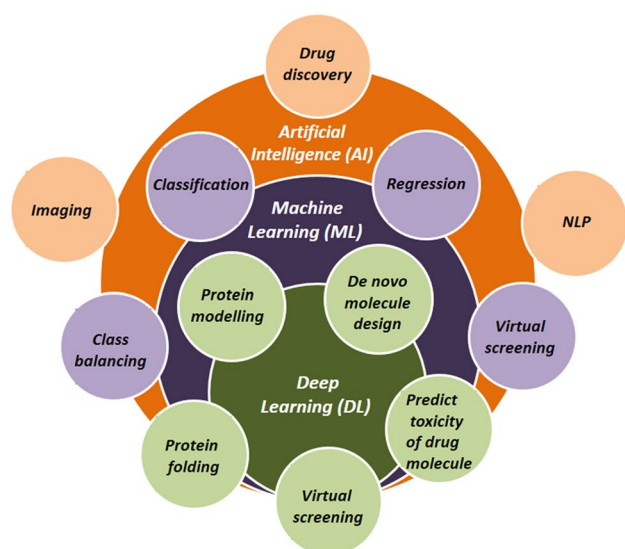 Drug
discovery
Artificial
Intelligence (AI)
Classification
Regression
Imaging
Machine
Learning (ML)
NLP
Protein
modelling
De novo
molecule
design
Class
balancing
Virtual
screening
Deep
Learning (DL)
Predict
toxicity
of drug
molecule
Protein
folding
Virtual
screening